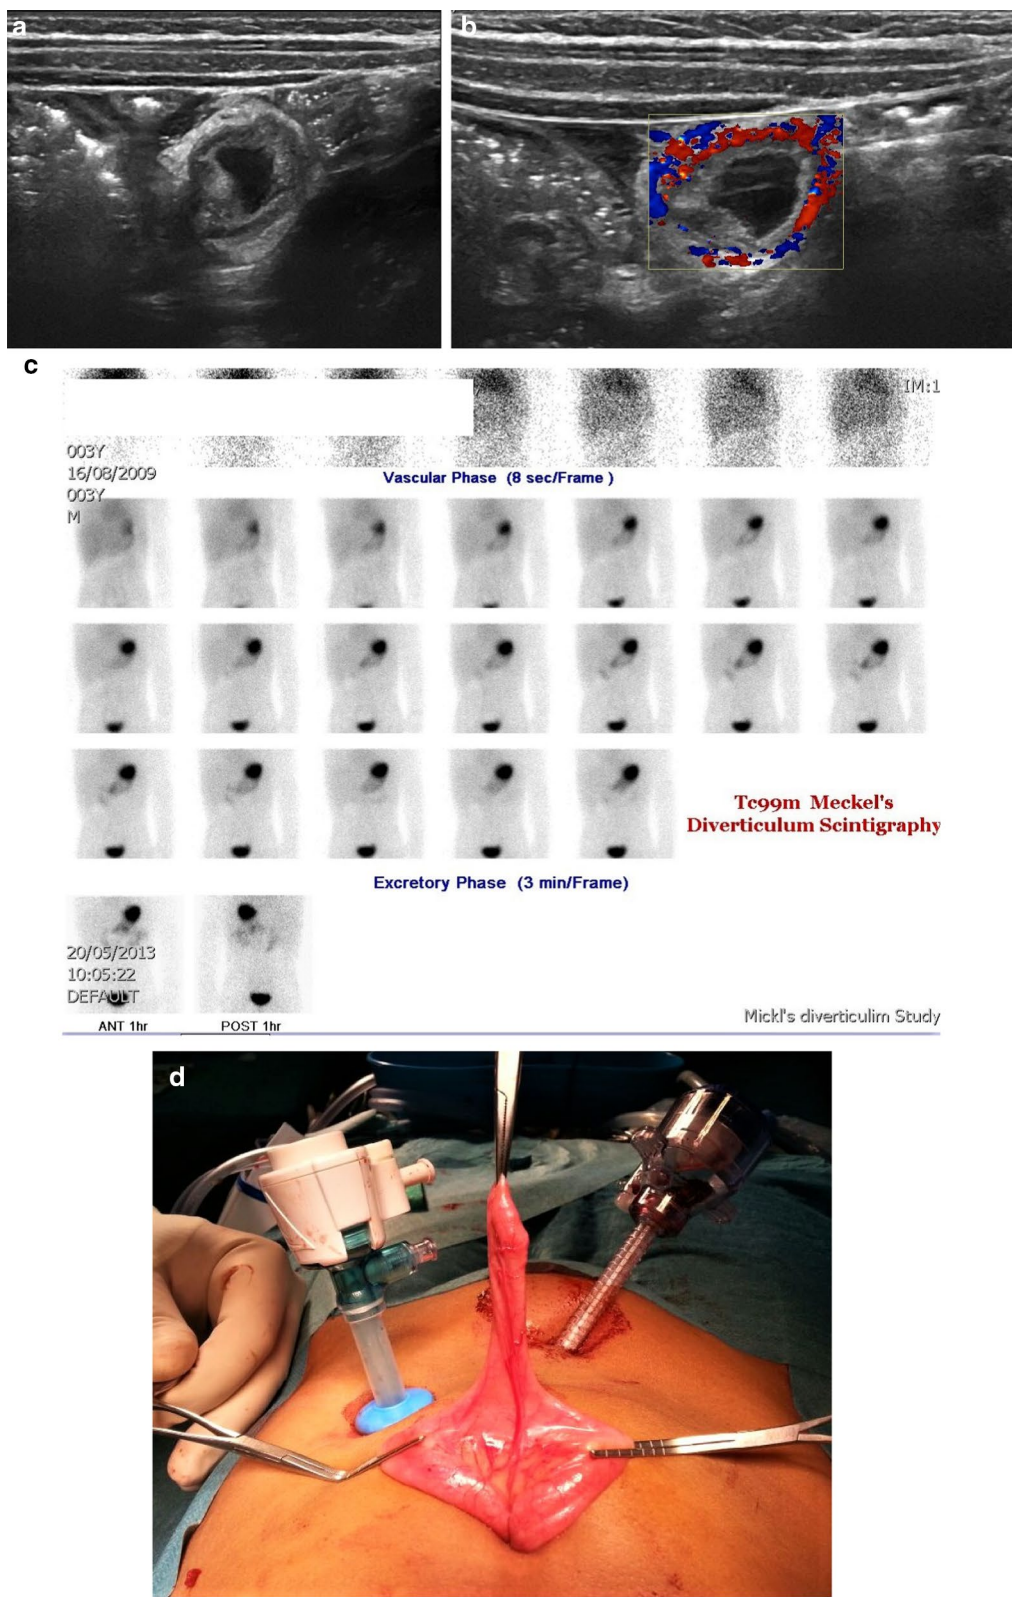 a
b
c
IM:1
003Y
16/08/2009
003Y
M
Vascular Phase (8 sec/Frame )
Tc99m Meckel's
Diverticulum Scintigraphy
Excretory Phase (3 min/Frame)
20/05/2013
10:05:22
DEFAULT
ANT 1hr
POST 1hr
Mickl's diverticulim Study
d